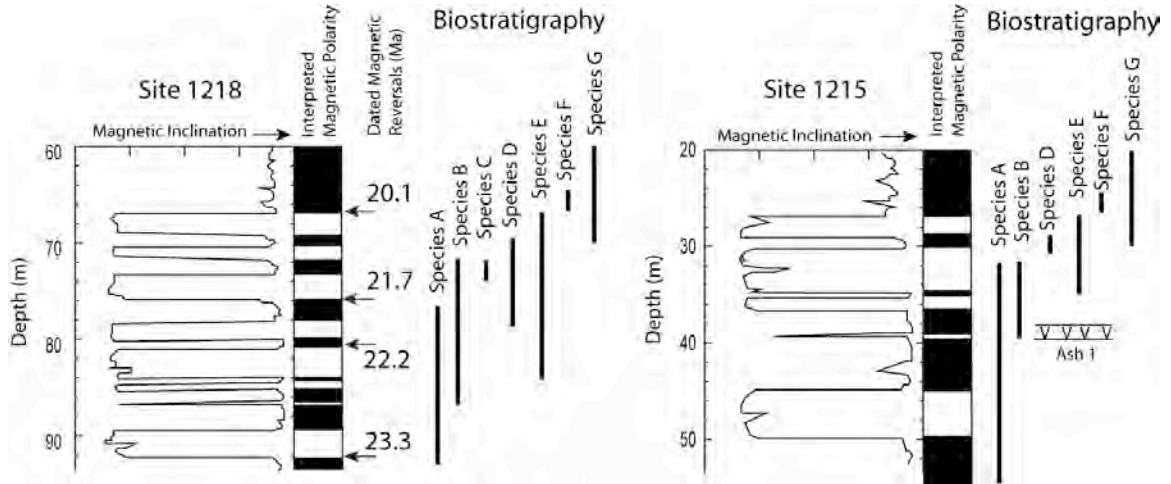 Biostratigraphy
Site 1218
Magnetic Inclination
Interpreted
Magnetic Polarity
Dated Magnetic
Reversals (Ma)
Species A
Species B
Species C
Species D
Species E
Species F
Species G
Depth (m)
60
70
80
90
20.1
21.7
22.2
23.3
Biostratigraphy
Site 1215
Magnetic Inclination
Interpreted
Magnetic Polarity
Species A
Species B
Species D
Species E
Species F
Species G
Depth (m)
20
30
40
50
Ash 1